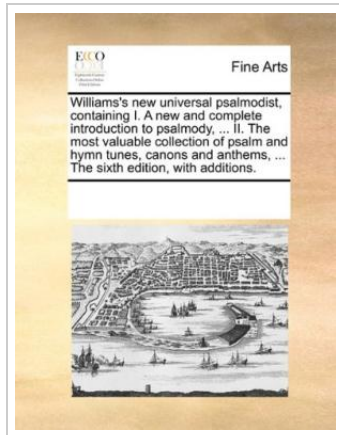 ECCO
Fine Arts
Williams's new universal psalmodist,
containing I. A new and complete
introduction to psalmody, ... II. The
most valuable collection of psalm and
hymn tunes, canons and anthems, ...
The sixth edition, with additions.